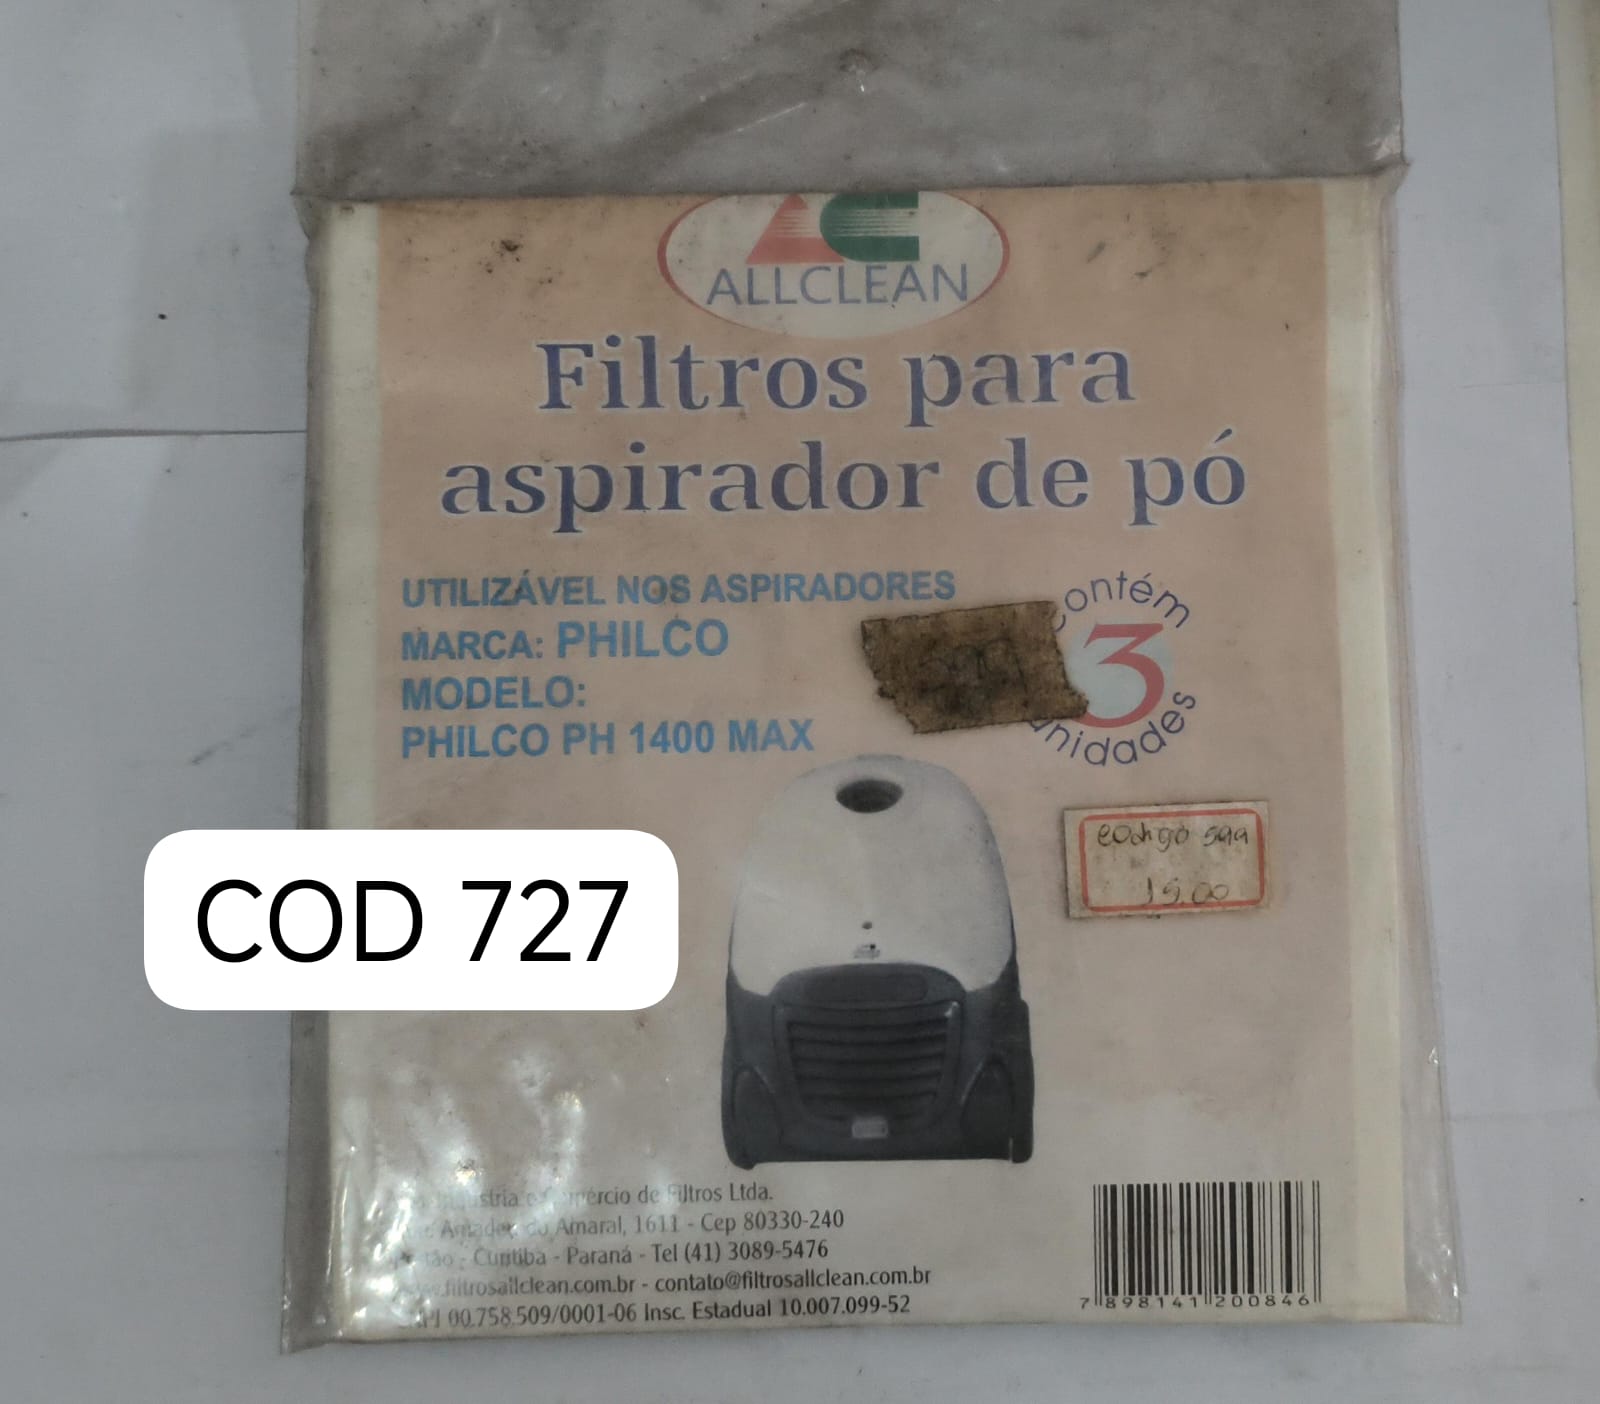 ALLCLEAN
Filtros para
aspirador de pó
UTILIZÁVEL NOS ASPIRADORES
MARCA: PHILCO
MODELO:
PHILCO PH 1400 MAX
contém
3
unidades
codigo
19.00
COD 727
Comércio de Filtros Ltda.
Amaral, 1611 - Cep 80330-240
Curitiba - Paraná - Tel (41) 3089-5476
www.filtrosallclean.com.br - contato@filtrosallclean.com.br
00.758.509/0001-06 Insc. Estadual 10.007.099-52
7 898141 200846